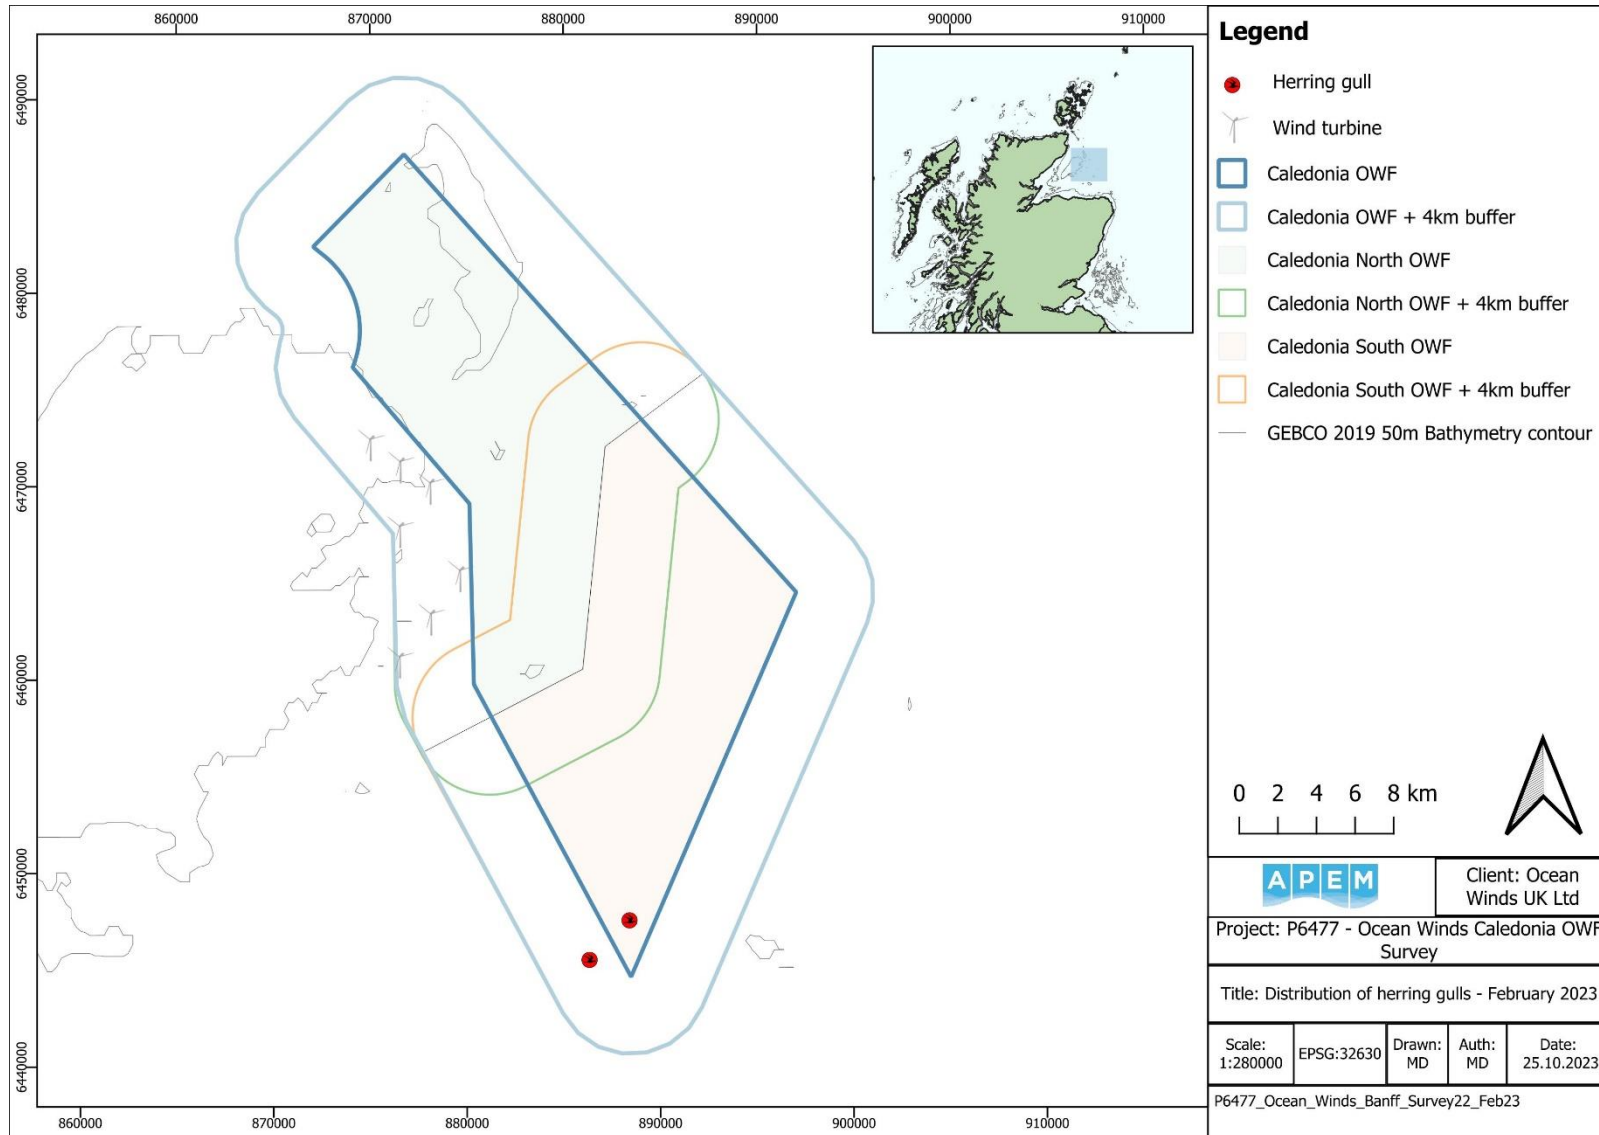 860000 870000 880000 890000 900000 910000
6490000
6480000
6470000
6460000
6450000
6440000
860000 870000 880000 890000 900000 910000
Legend
Herring gull
Wind turbine
Caledonia OWF
Caledonia OWF + 4km buffer
Caledonia North OWF
Caledonia North OWF + 4km buffer
Caledonia South OWF
Caledonia South OWF + 4km buffer
GEBCO 2019 50m Bathymetry contour
0 2 4 6 8 km
APEM
Client: Ocean
Winds UK Ltd
Project: P6477 - Ocean Winds Caledonia OWF
Survey
Title: Distribution of herring gulls - February 2023
Scale:
1:280000
EPSG:32630
Drawn:
MD
Auth:
MD
Date:
25.10.2023
P6477_Ocean_Winds_Banff_Survey22_Feb23